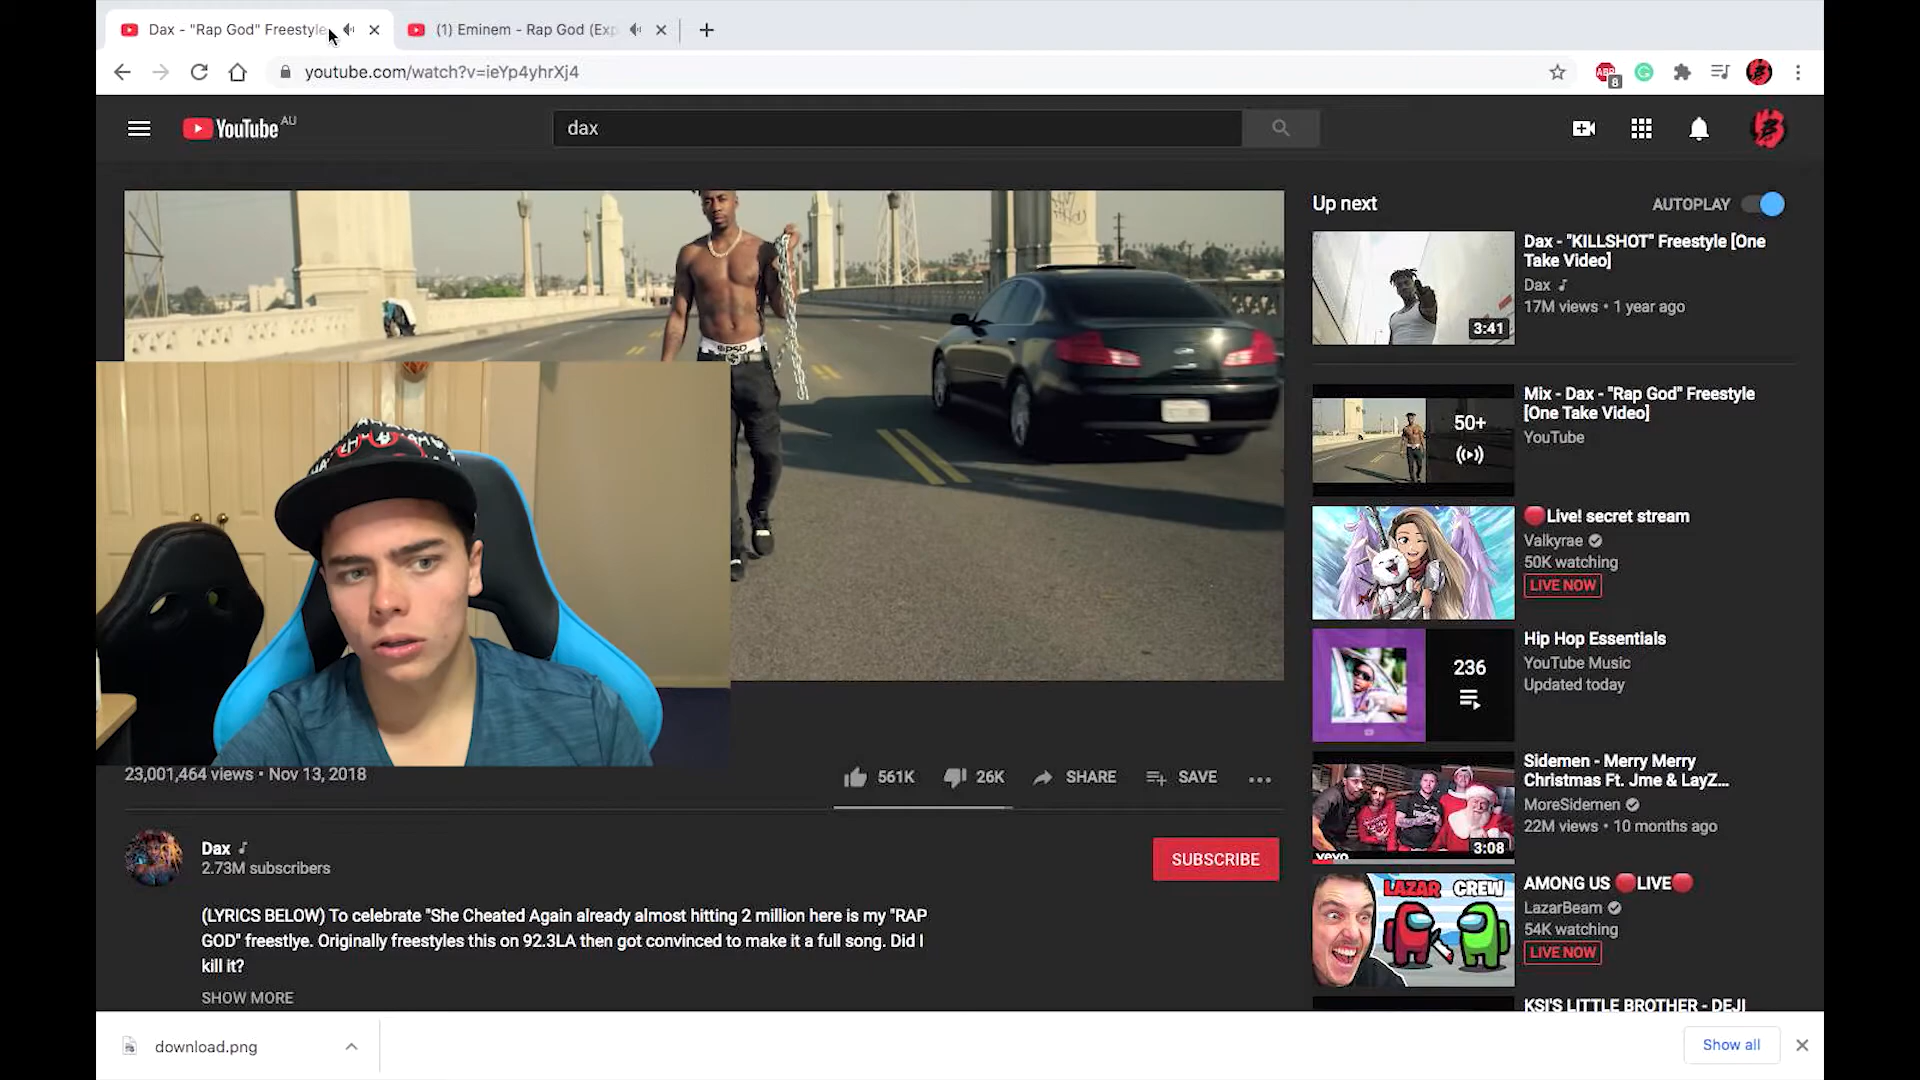 Dax - "Rap God" Freestyle
(1) Eminem - Rap God (Exp
youtube.com/watch?v=ieYp4yhrXj4
ABP
8
YouTube AU
dax
Up next
AUTOPLAY
Dax - "KILLSHOT" Freestyle [One
Take Video]
Dax
17M views • 1 year ago
3:41
Mix - Dax - "Rap God" Freestyle
[One Take Video]
YouTube
50+
Live! secret stream
Valkyrae
50K watching
LIVE NOW
Hip Hop Essentials
YouTube Music
Updated today
236
Sidemen - Merry Merry
Christmas Ft. Jme & LayZ...
MoreSidemen
22M views • 10 months ago
3:08
vevo
AMONG US LIVE
LazarBeam
54K watching
LIVE NOW
LAZAR CREW
KSI'S LITTLE BROTHER - DEJI
23,001,464 views • Nov 13, 2018
561K
26K
SHARE
SAVE
Dax
2.73M subscribers
SUBSCRIBE
(LYRICS BELOW) To celebrate "She Cheated Again already almost hitting 2 million here is my "RAP
GOD" freestlye. Originally freestyles this on 92.3LA then got convinced to make it a full song. Did I
kill it?
SHOW MORE
download.png
Show all